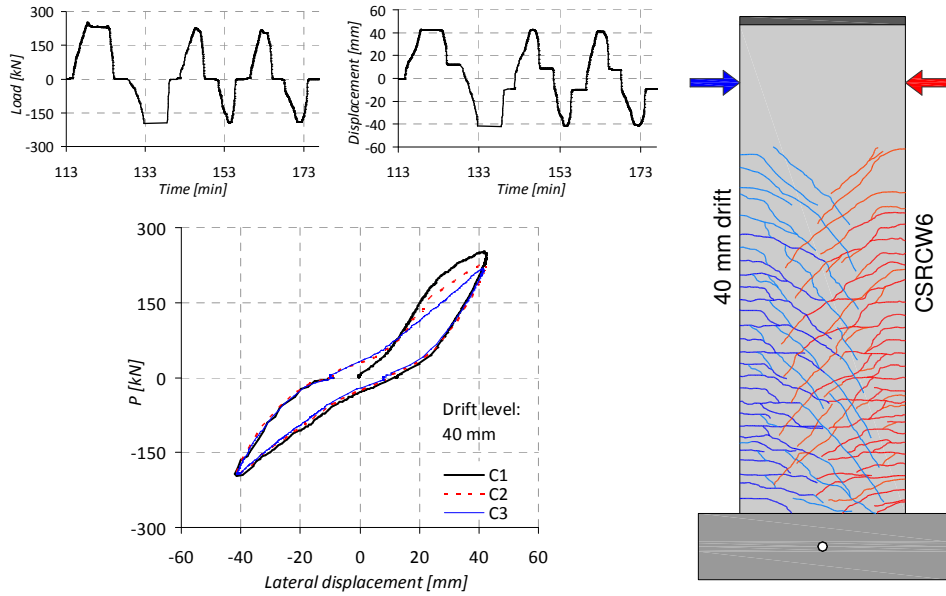 300
150
0
-150
-300
Load [kN]
113
133
153
173
Time [min]
60
40
20
0
-20
-40
-60
Displacement [mm]
113
133
153
173
Time [min]
300
150
0
-150
-300
P [kN]
-60
-40
-20
0
20
40
60
Lateral displacement [mm]
Drift level:
40 mm
C1
C2
C3
40 mm drift
CSRCW6